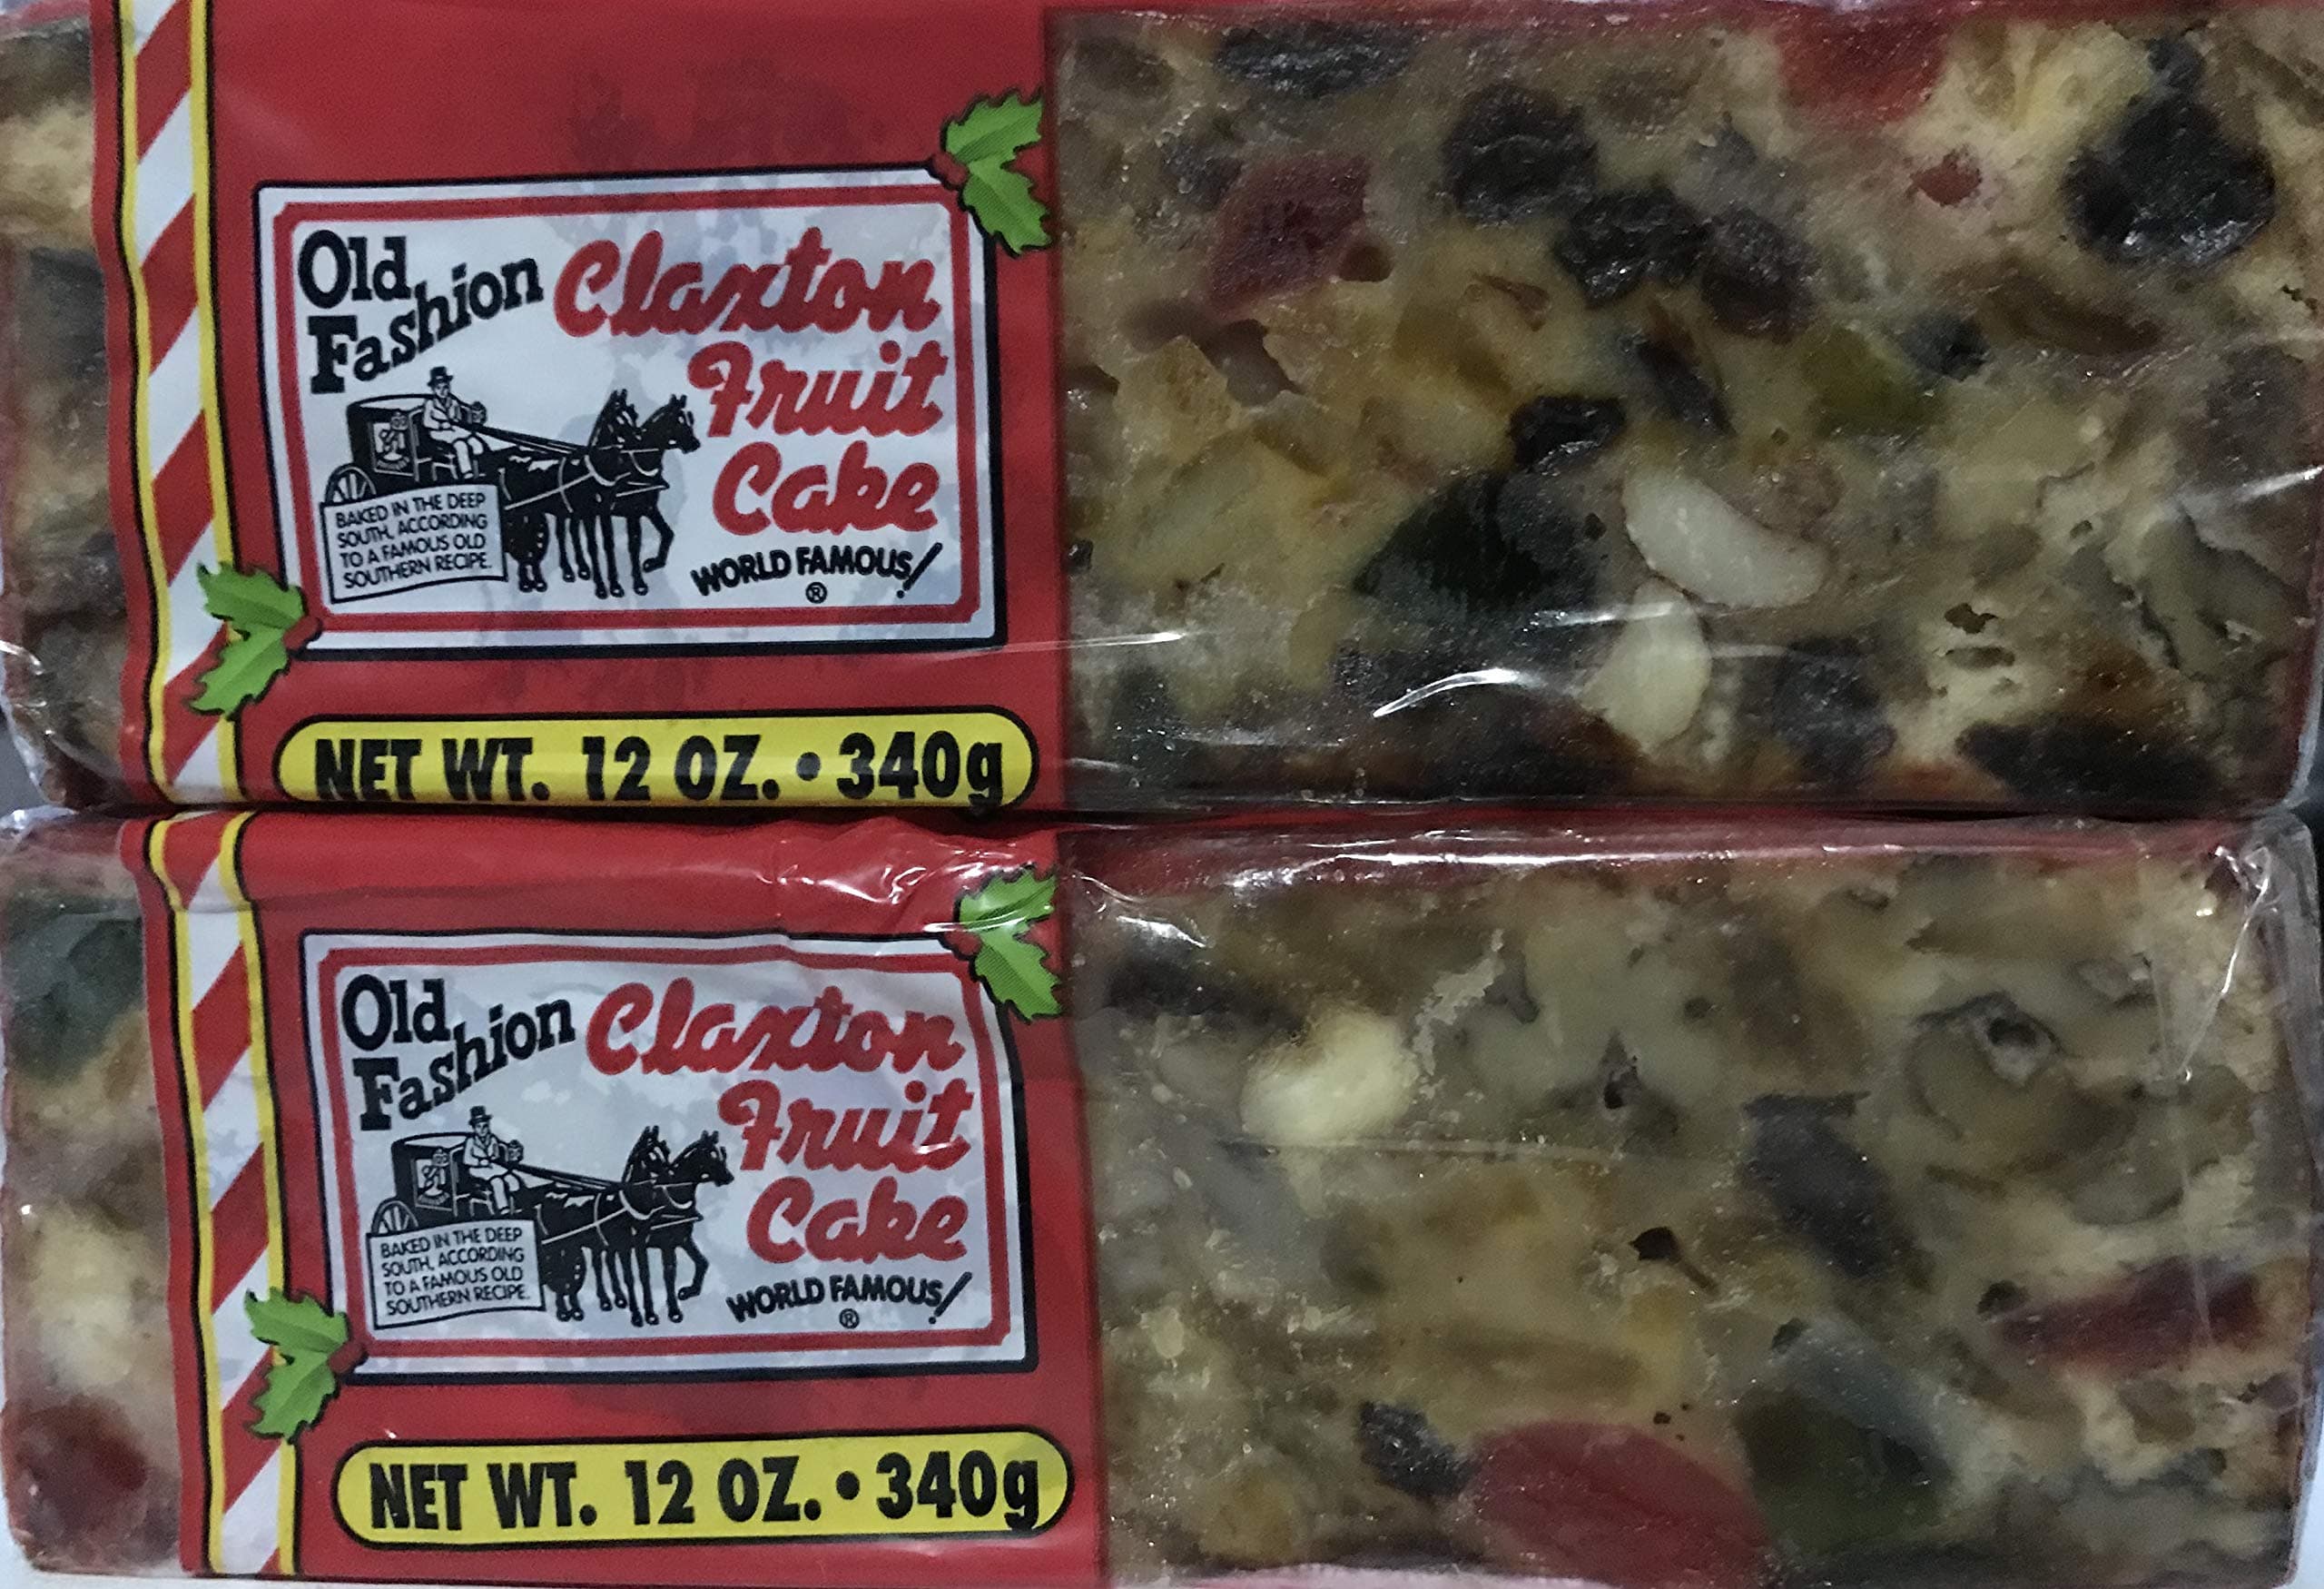 Old Fashion Claxton
Fruit
Cake
BAKED IN THE DEEP
SOUTH, ACCORDING
TO A FAMOUS OLD
SOUTHERN RECIPE.
WORLD FAMOUS!
®
NET WT. 12 OZ. • 340g
Old Fashion Claxton
Fruit
Cake
BAKED IN THE DEEP
SOUTH, ACCORDING
TO A FAMOUS OLD
SOUTHERN RECIPE.
WORLD FAMOUS!
®
NET WT. 12 OZ. • 340g